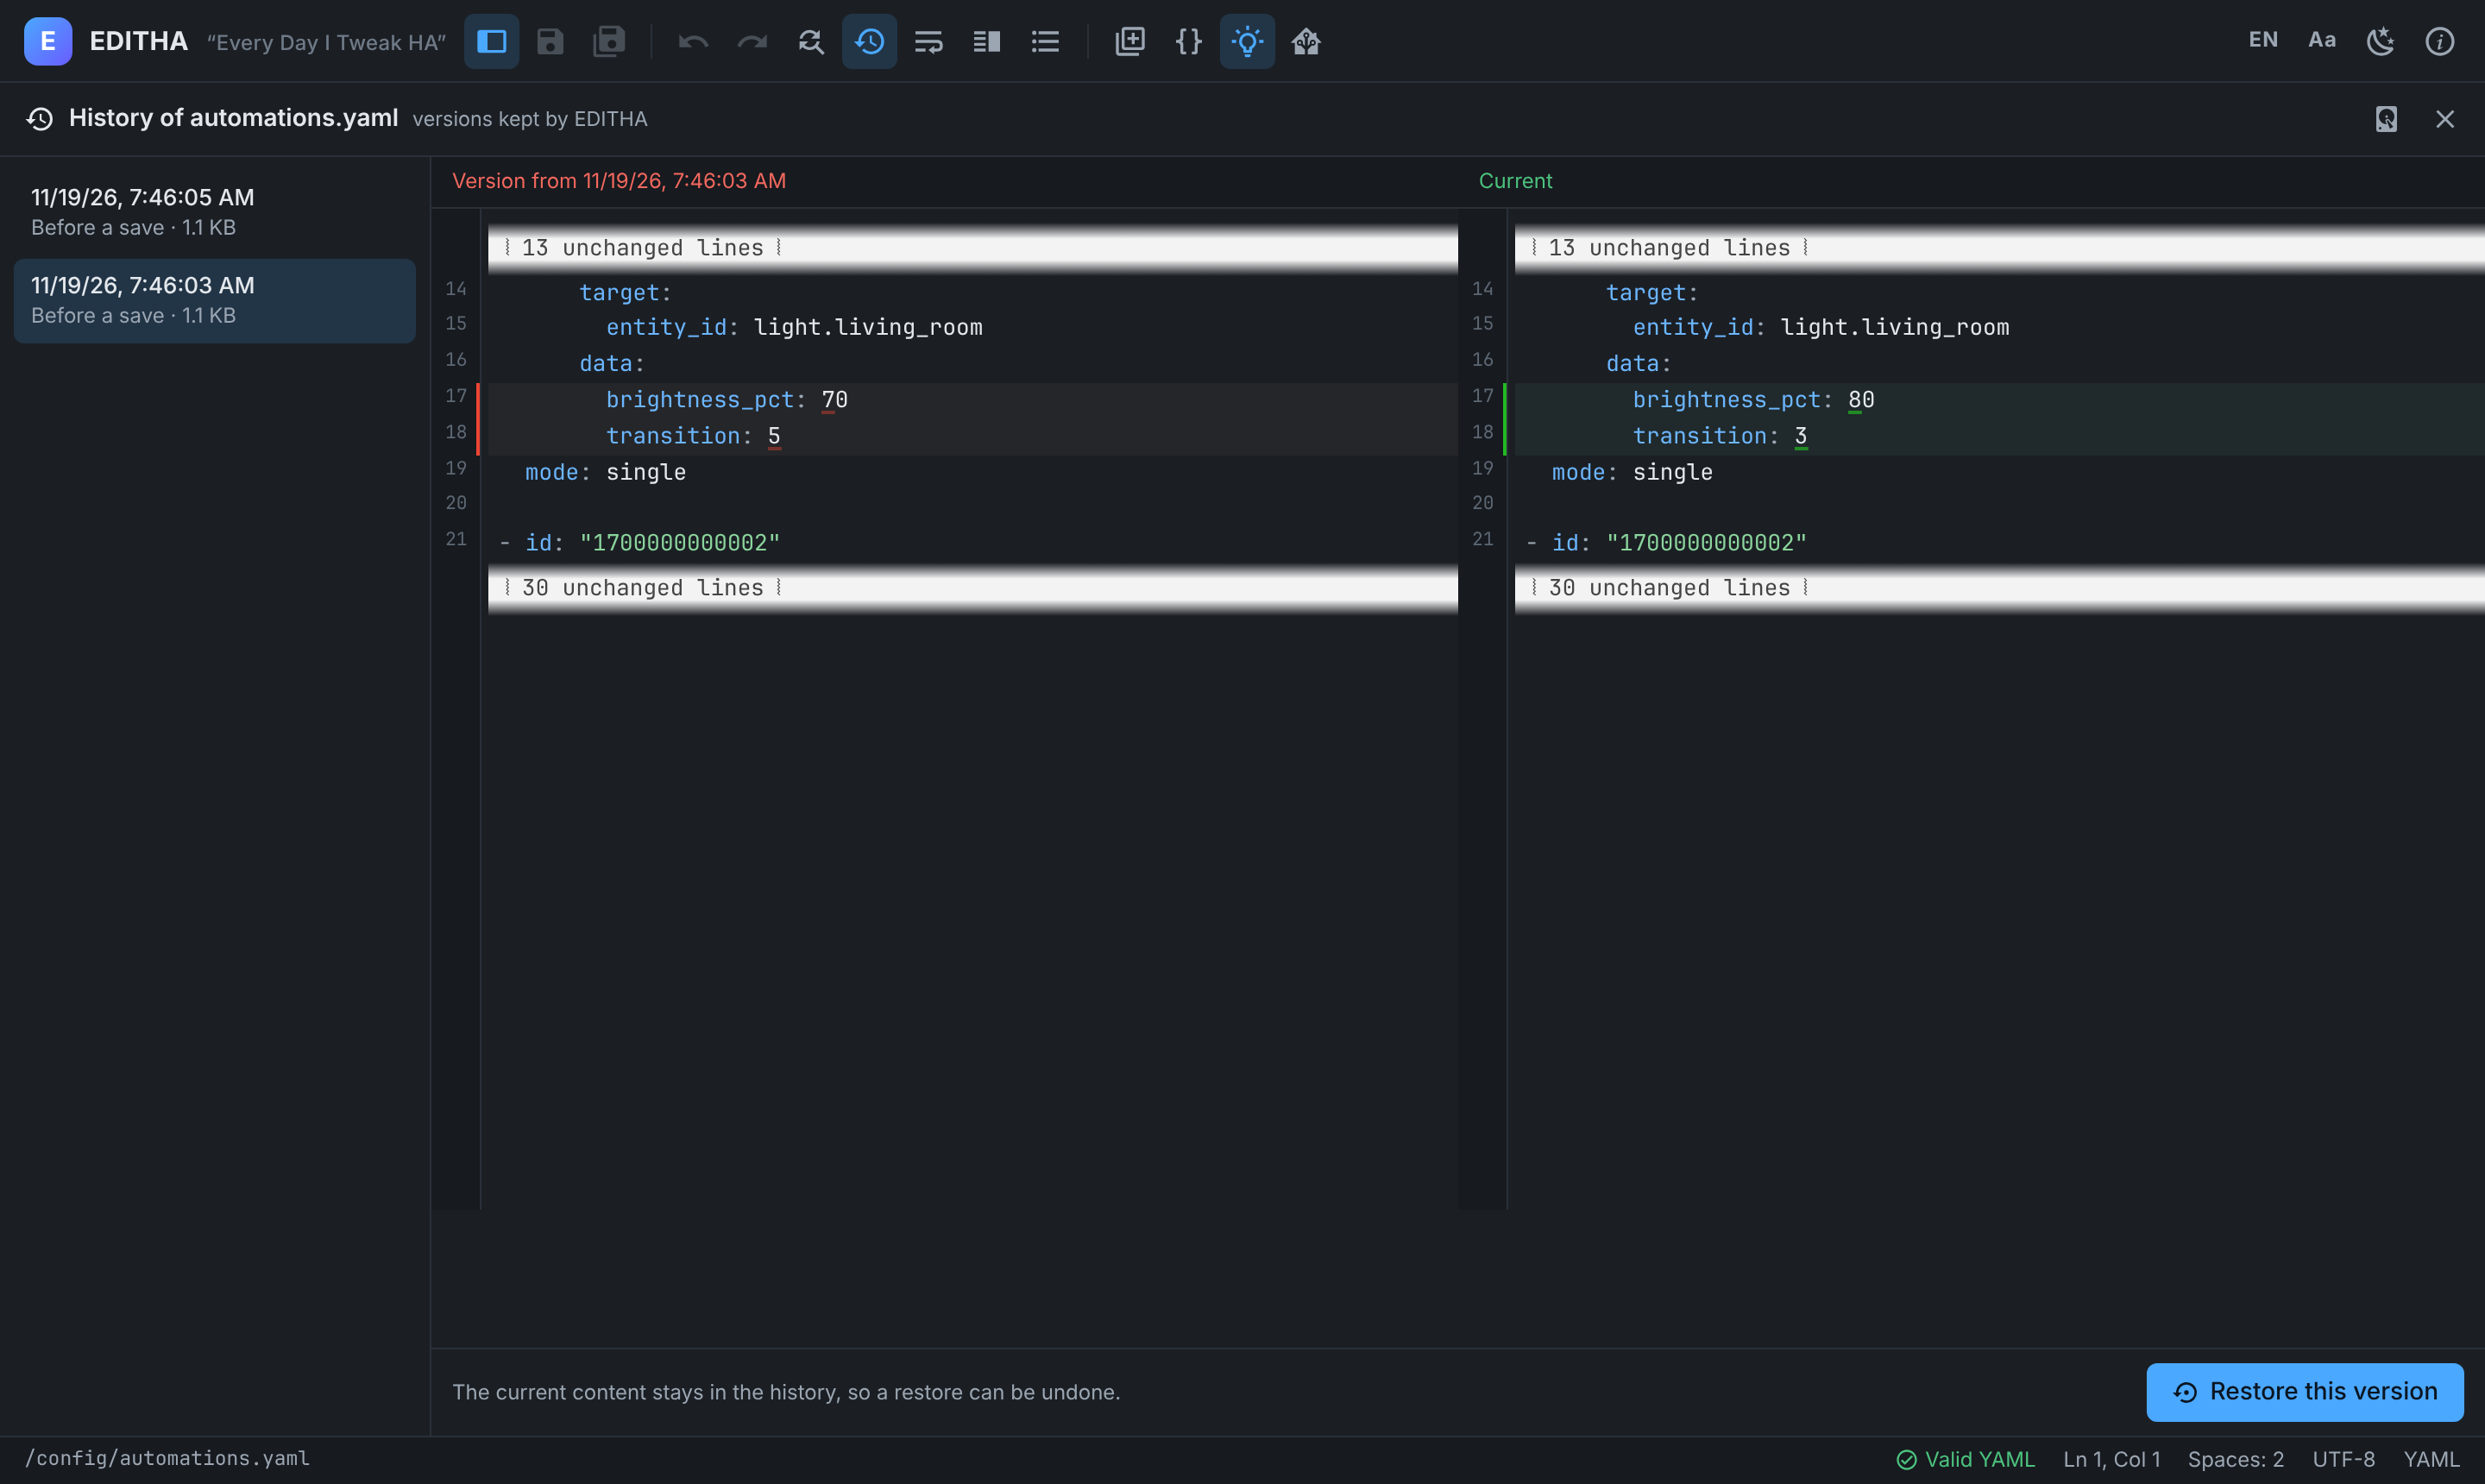 E EDITHA “Every Day I Tweak HA” EN Aa
History of automations.yaml versions kept by EDITHA
11/19/26, 7:46:05 AM
Before a save · 1.1 KB
11/19/26, 7:46:03 AM
Before a save · 1.1 KB
Version from 11/19/26, 7:46:03 AM
13 unchanged lines
14 target:
15 entity_id: light.living_room
16 data:
17 brightness_pct: 70
18 transition: 5
19 mode: single
20
21 - id: "1700000000002"
30 unchanged lines
Current
13 unchanged lines
14 target:
15 entity_id: light.living_room
16 data:
17 brightness_pct: 80
18 transition: 3
19 mode: single
20
21 - id: "1700000000002"
30 unchanged lines
The current content stays in the history, so a restore can be undone.
Restore this version
/config/automations.yaml Valid YAML Ln 1, Col 1 Spaces: 2 UTF-8 YAML